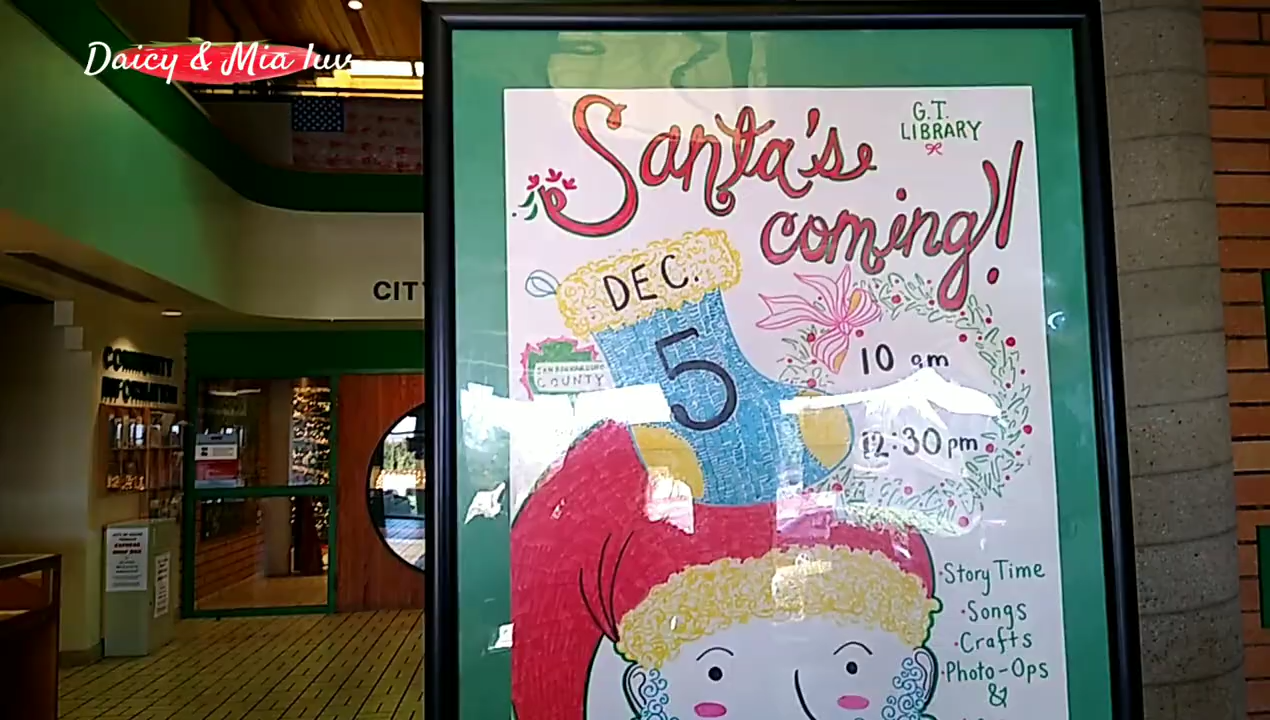 Daicy & Mia luv
Santa's
coming!
G.T.
LIBRARY
DEC.
5
SAN BERNARDINO
COUNTY
10 am
12:30 pm
·Story Time
·Songs
·Crafts
·Photo-Ops
&
CIT
COMMUNITY
INFORMATION